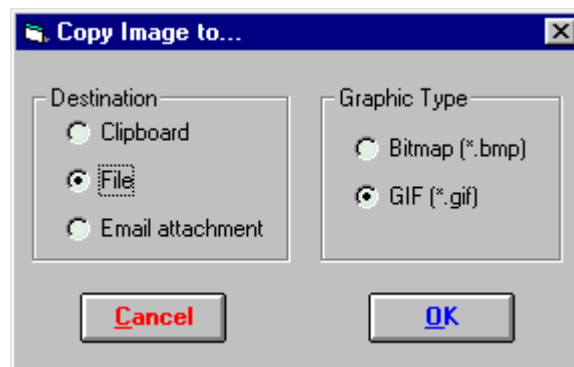 Copy Image to...
Destination
Clipboard
File
Email attachment
Graphic Type
Bitmap (*.bmp)
GIF (*.gif)
Cancel
OK